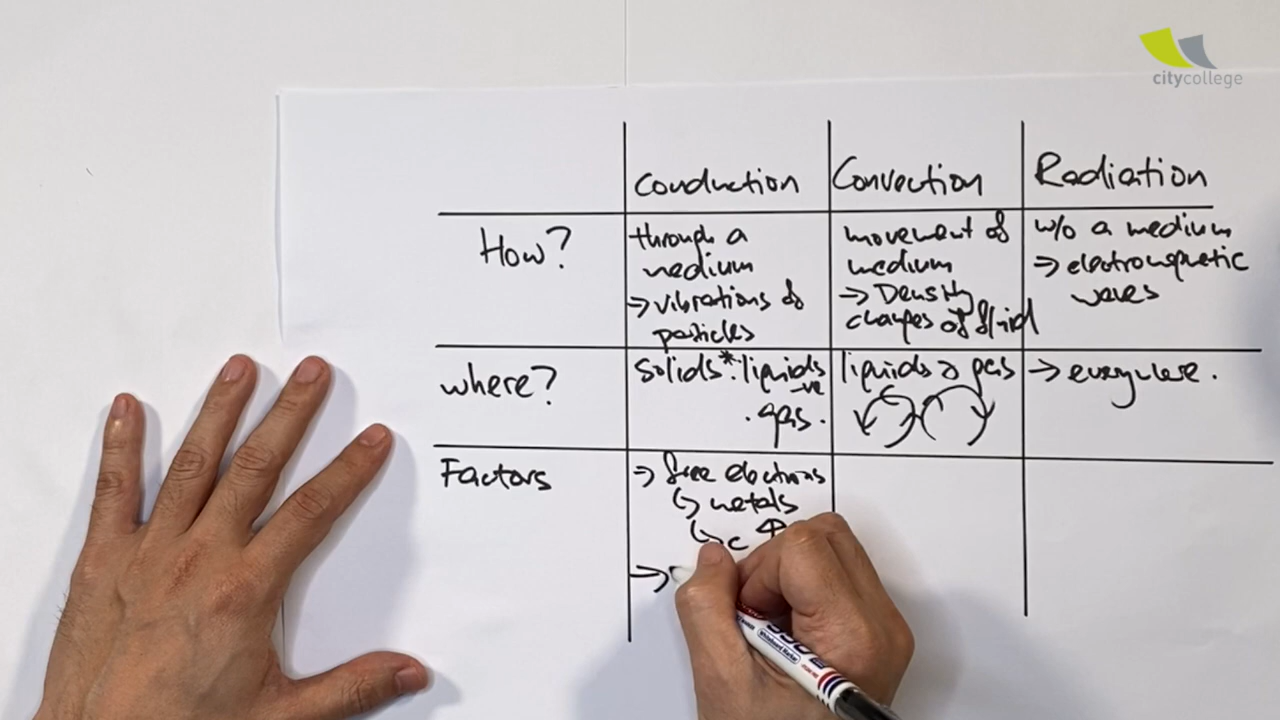 citycollege
Conduction
Convection
Radiation
How?
through a
medium
→ vibrations of
particles
movement of
medium
→ Density
changes of fluid
w/o a medium
⇒ electromagnetic
waves
where?
Solids* . liquids
. gas .
liquids & gas
→ everywhere .
Factors
→ free electrons
↳ metals
↳ c ↑
→